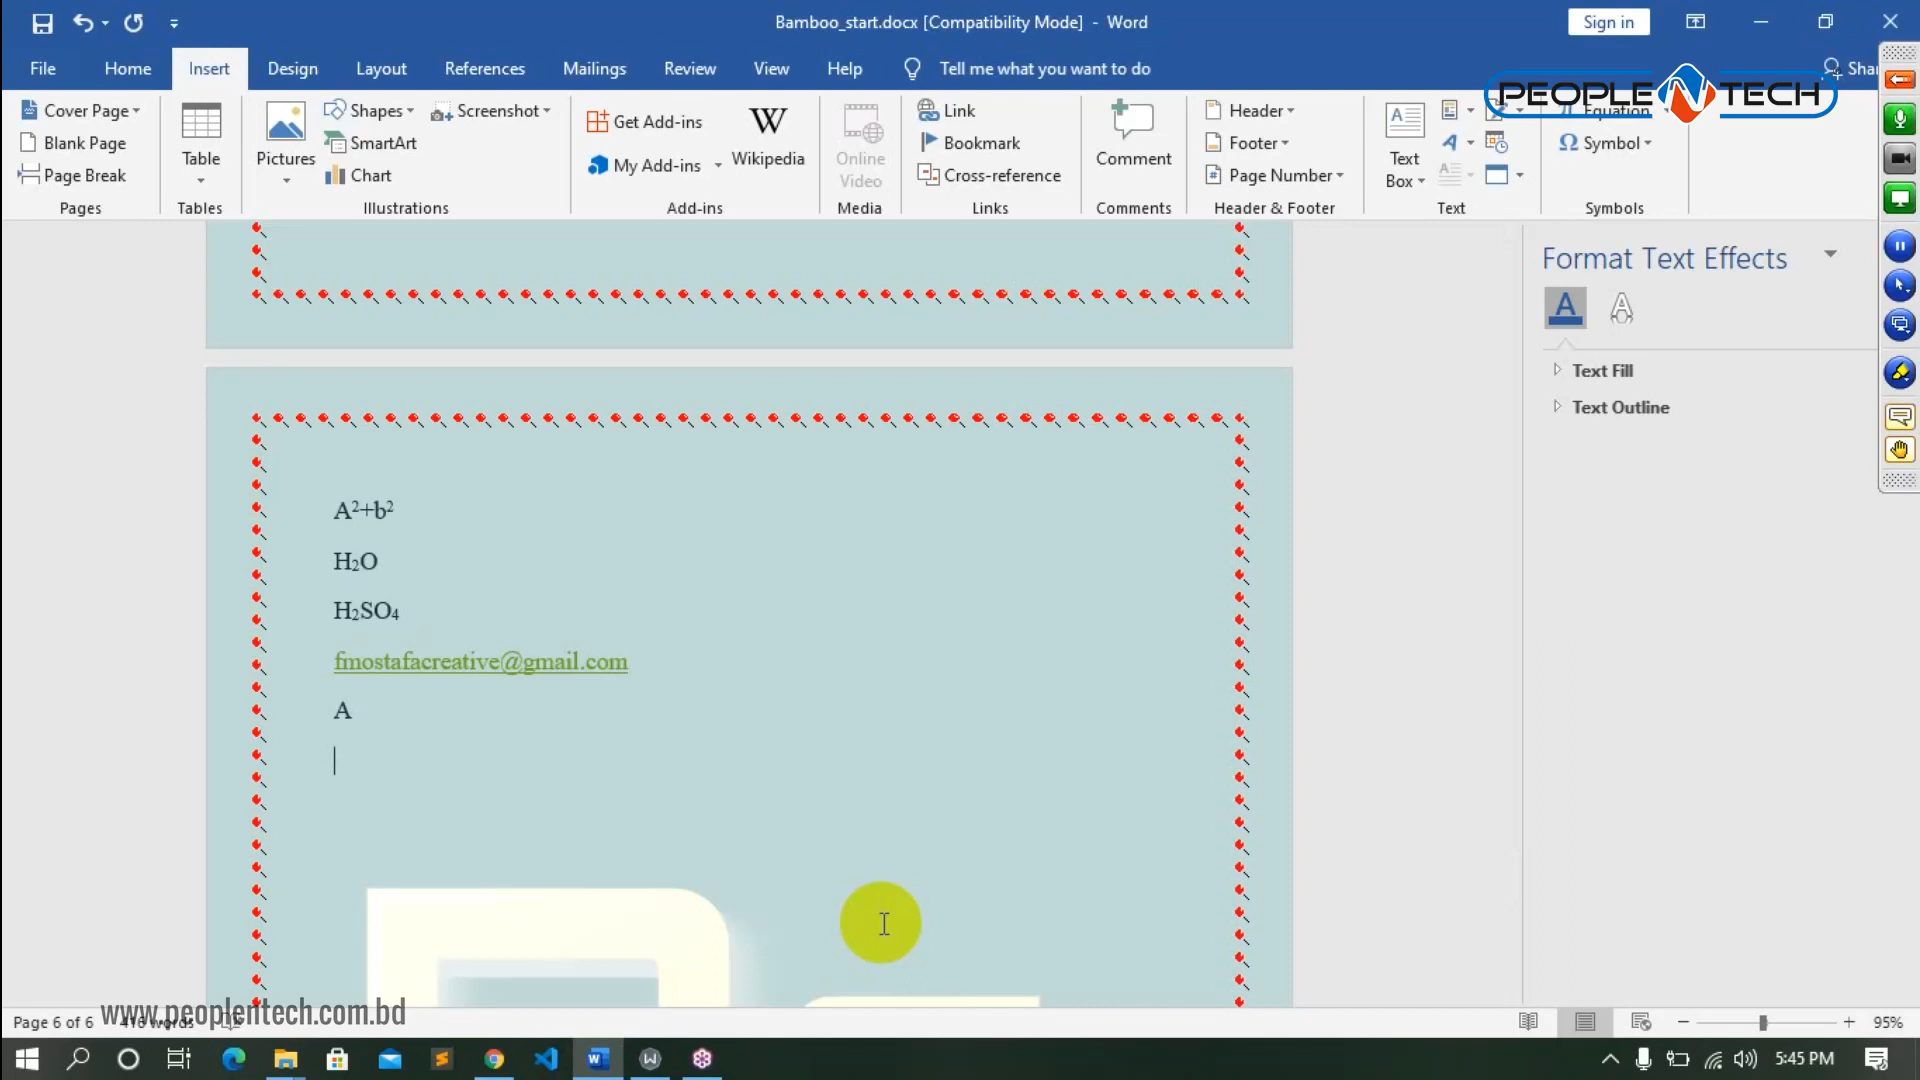 Bamboo_start.docx [Compatibility Mode] - Word
Sign in
File Home Insert Design Layout References Mailings Review View Help Tell me what you want to do
PEOPLE N TECH
Cover Page
Blank Page
Page Break
Pages
Table
Tables
Pictures
Shapes
SmartArt
Chart
Screenshot
Illustrations
Get Add-ins
My Add-ins
W
Wikipedia
Add-ins
Online
Video
Media
Link
Bookmark
Cross-reference
Links
Comment
Comments
Header
Footer
Page Number
Header & Footer
Text
Box
Text
Equation
Symbol
Symbols
Format Text Effects
Text Fill
Text Outline
A²+b²
H₂O
H₂SO₄
fmostafacreative@gmail.com
A
www.peoplentech.com.bd
Page 6 of 6 416 words
95%
5:45 PM